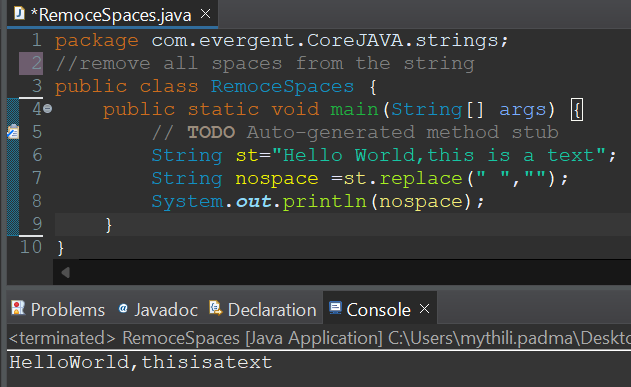 *RemoceSpaces.java ×
1 package com.evergent.CoreJAVA.strings;
2 //remove all spaces from the string
3 public class RemoceSpaces {
4 public static void main(String[] args) {
5 // TODO Auto-generated method stub
6 String st="Hello World,this is a text";
7 String nospace =st.replace(" ","");
8 System.out.println(nospace);
9 }
10 }
Problems @ Javadoc Declaration Console ×
<terminated> RemoceSpaces [Java Application] C:\Users\mythili.padma\Deskto
HelloWorld,thisisatext